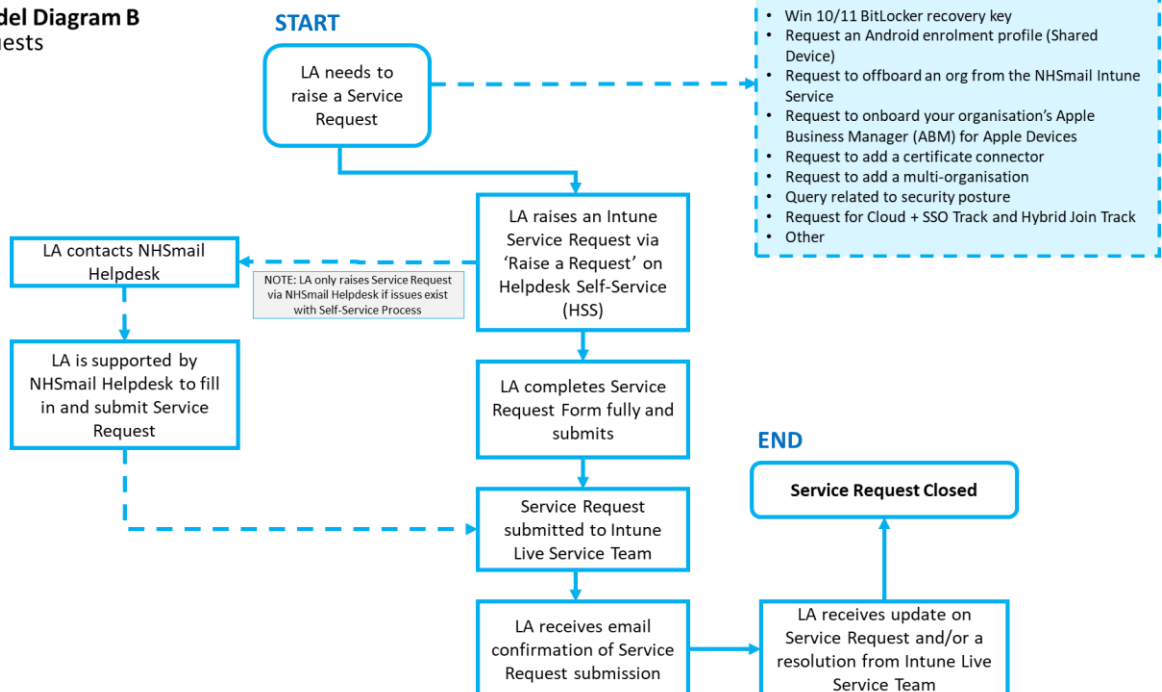 del Diagram B
uests
START
LA needs to
raise a Service
Request
• Win 10/11 BitLocker recovery key
• Request an Android enrolment profile (Shared
Device)
• Request to offboard an org from the NHSmail Intune
Service
• Request to onboard your organisation’s Apple
Business Manager (ABM) for Apple Devices
• Request to add a certificate connector
• Request to add a multi-organisation
• Query related to security posture
• Request for Cloud + SSO Track and Hybrid Join Track
• Other
LA raises an Intune
Service Request via
‘Raise a Request’ on
Helpdesk Self-Service
(HSS)
LA contacts NHSmail
Helpdesk
NOTE: LA only raises Service Request
via NHSmail Helpdesk if issues exist
with Self-Service Process
LA is supported by
NHSmail Helpdesk to fill
in and submit Service
Request
LA completes Service
Request Form fully and
submits
END
Service Request Closed
Service Request
submitted to Intune
Live Service Team
LA receives email
confirmation of Service
Request submission
LA receives update on
Service Request and/or a
resolution from Intune Live
Service Team